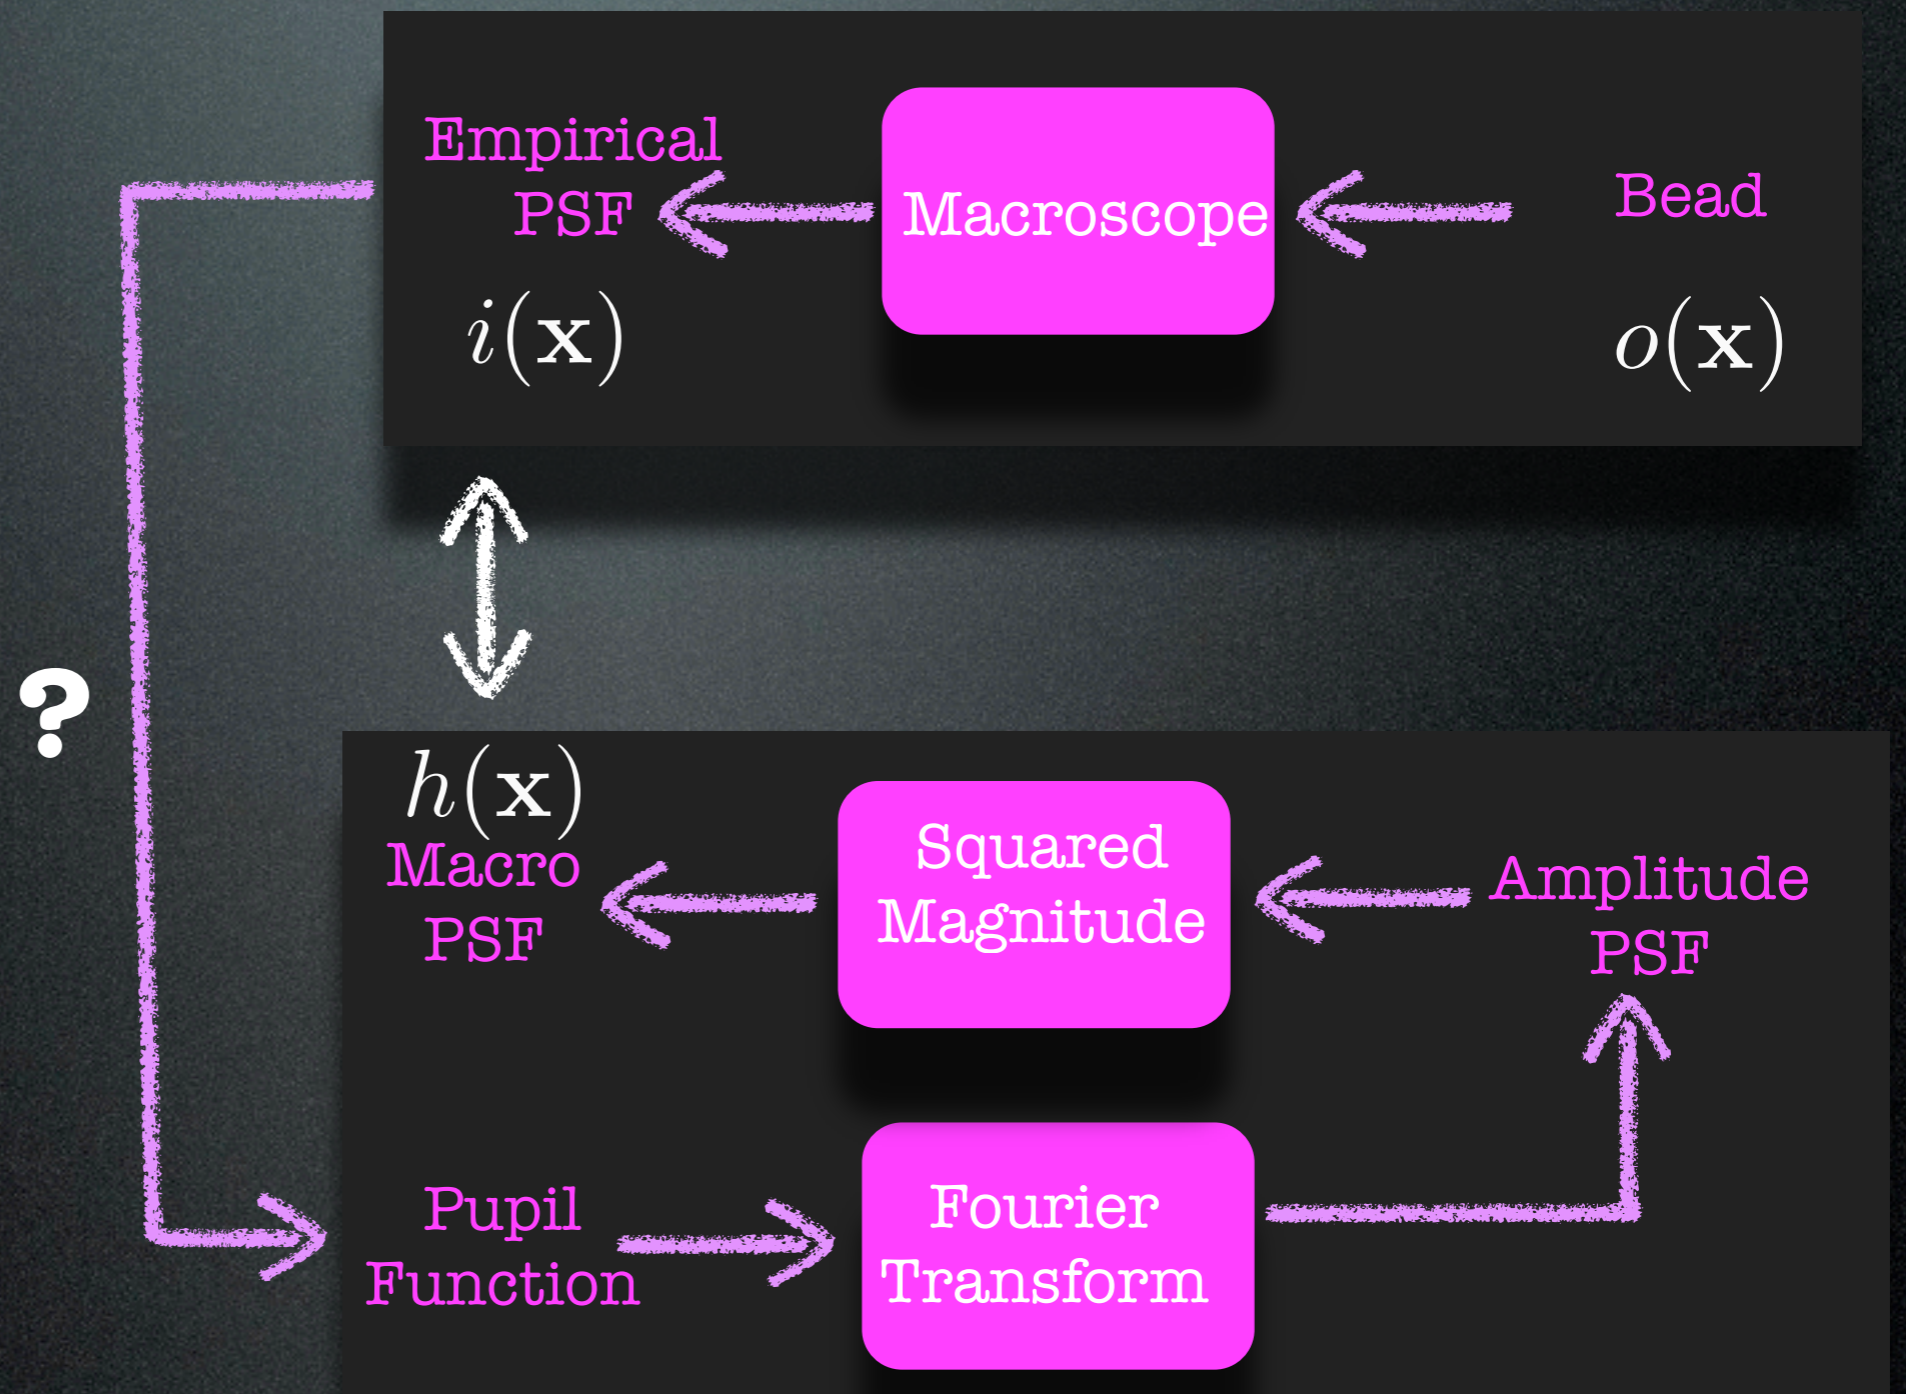 Empirical
PSF
Macroscope
Bead
i(x)
o(x)
?
h(x)
Macro
PSF
Squared
Magnitude
Amplitude
PSF
Pupil
Function
Fourier
Transform